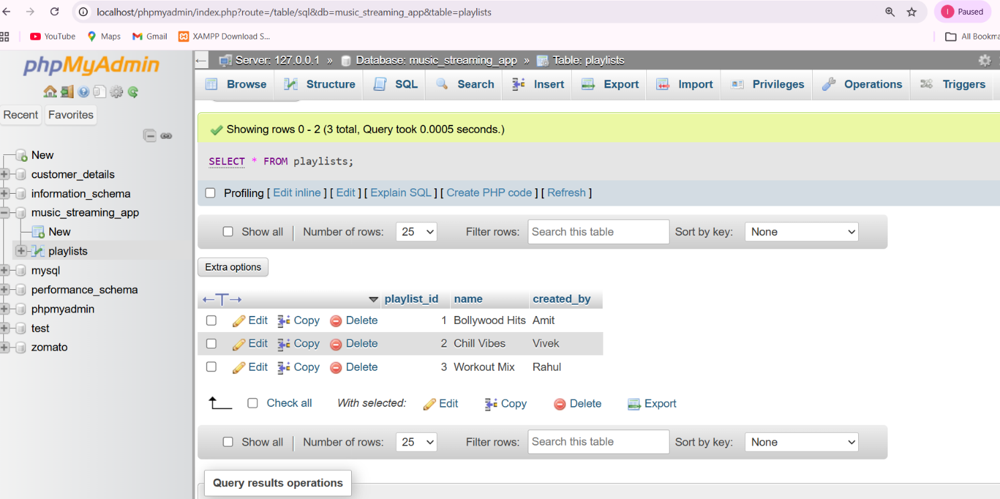 localhost/phpmyadmin/index.php?route=/table/sql&db=music_streaming_app&table=playlists
I Paused
YouTube Maps Gmail XAMPP Download S...
All Bookma
phpMyAdmin
Recent Favorites
New
customer_details
information_schema
music_streaming_app
New
playlists
mysql
performance_schema
phpmyadmin
test
zomato
Server: 127.0.0.1 » Database: music_streaming_app » Table: playlists
Browse Structure SQL Search Insert Export Import Privileges Operations Triggers
Showing rows 0 - 2 (3 total, Query took 0.0005 seconds.)
SELECT * FROM playlists;
Profiling [ Edit inline ] [ Edit ] [ Explain SQL ] [ Create PHP code ] [ Refresh ]
Show all Number of rows: 25 Filter rows: Search this table Sort by key: None
Extra options
playlist_id name created_by
Edit Copy Delete 1 Bollywood Hits Amit
Edit Copy Delete 2 Chill Vibes Vivek
Edit Copy Delete 3 Workout Mix Rahul
Check all With selected: Edit Copy Delete Export
Show all Number of rows: 25 Filter rows: Search this table Sort by key: None
Query results operations